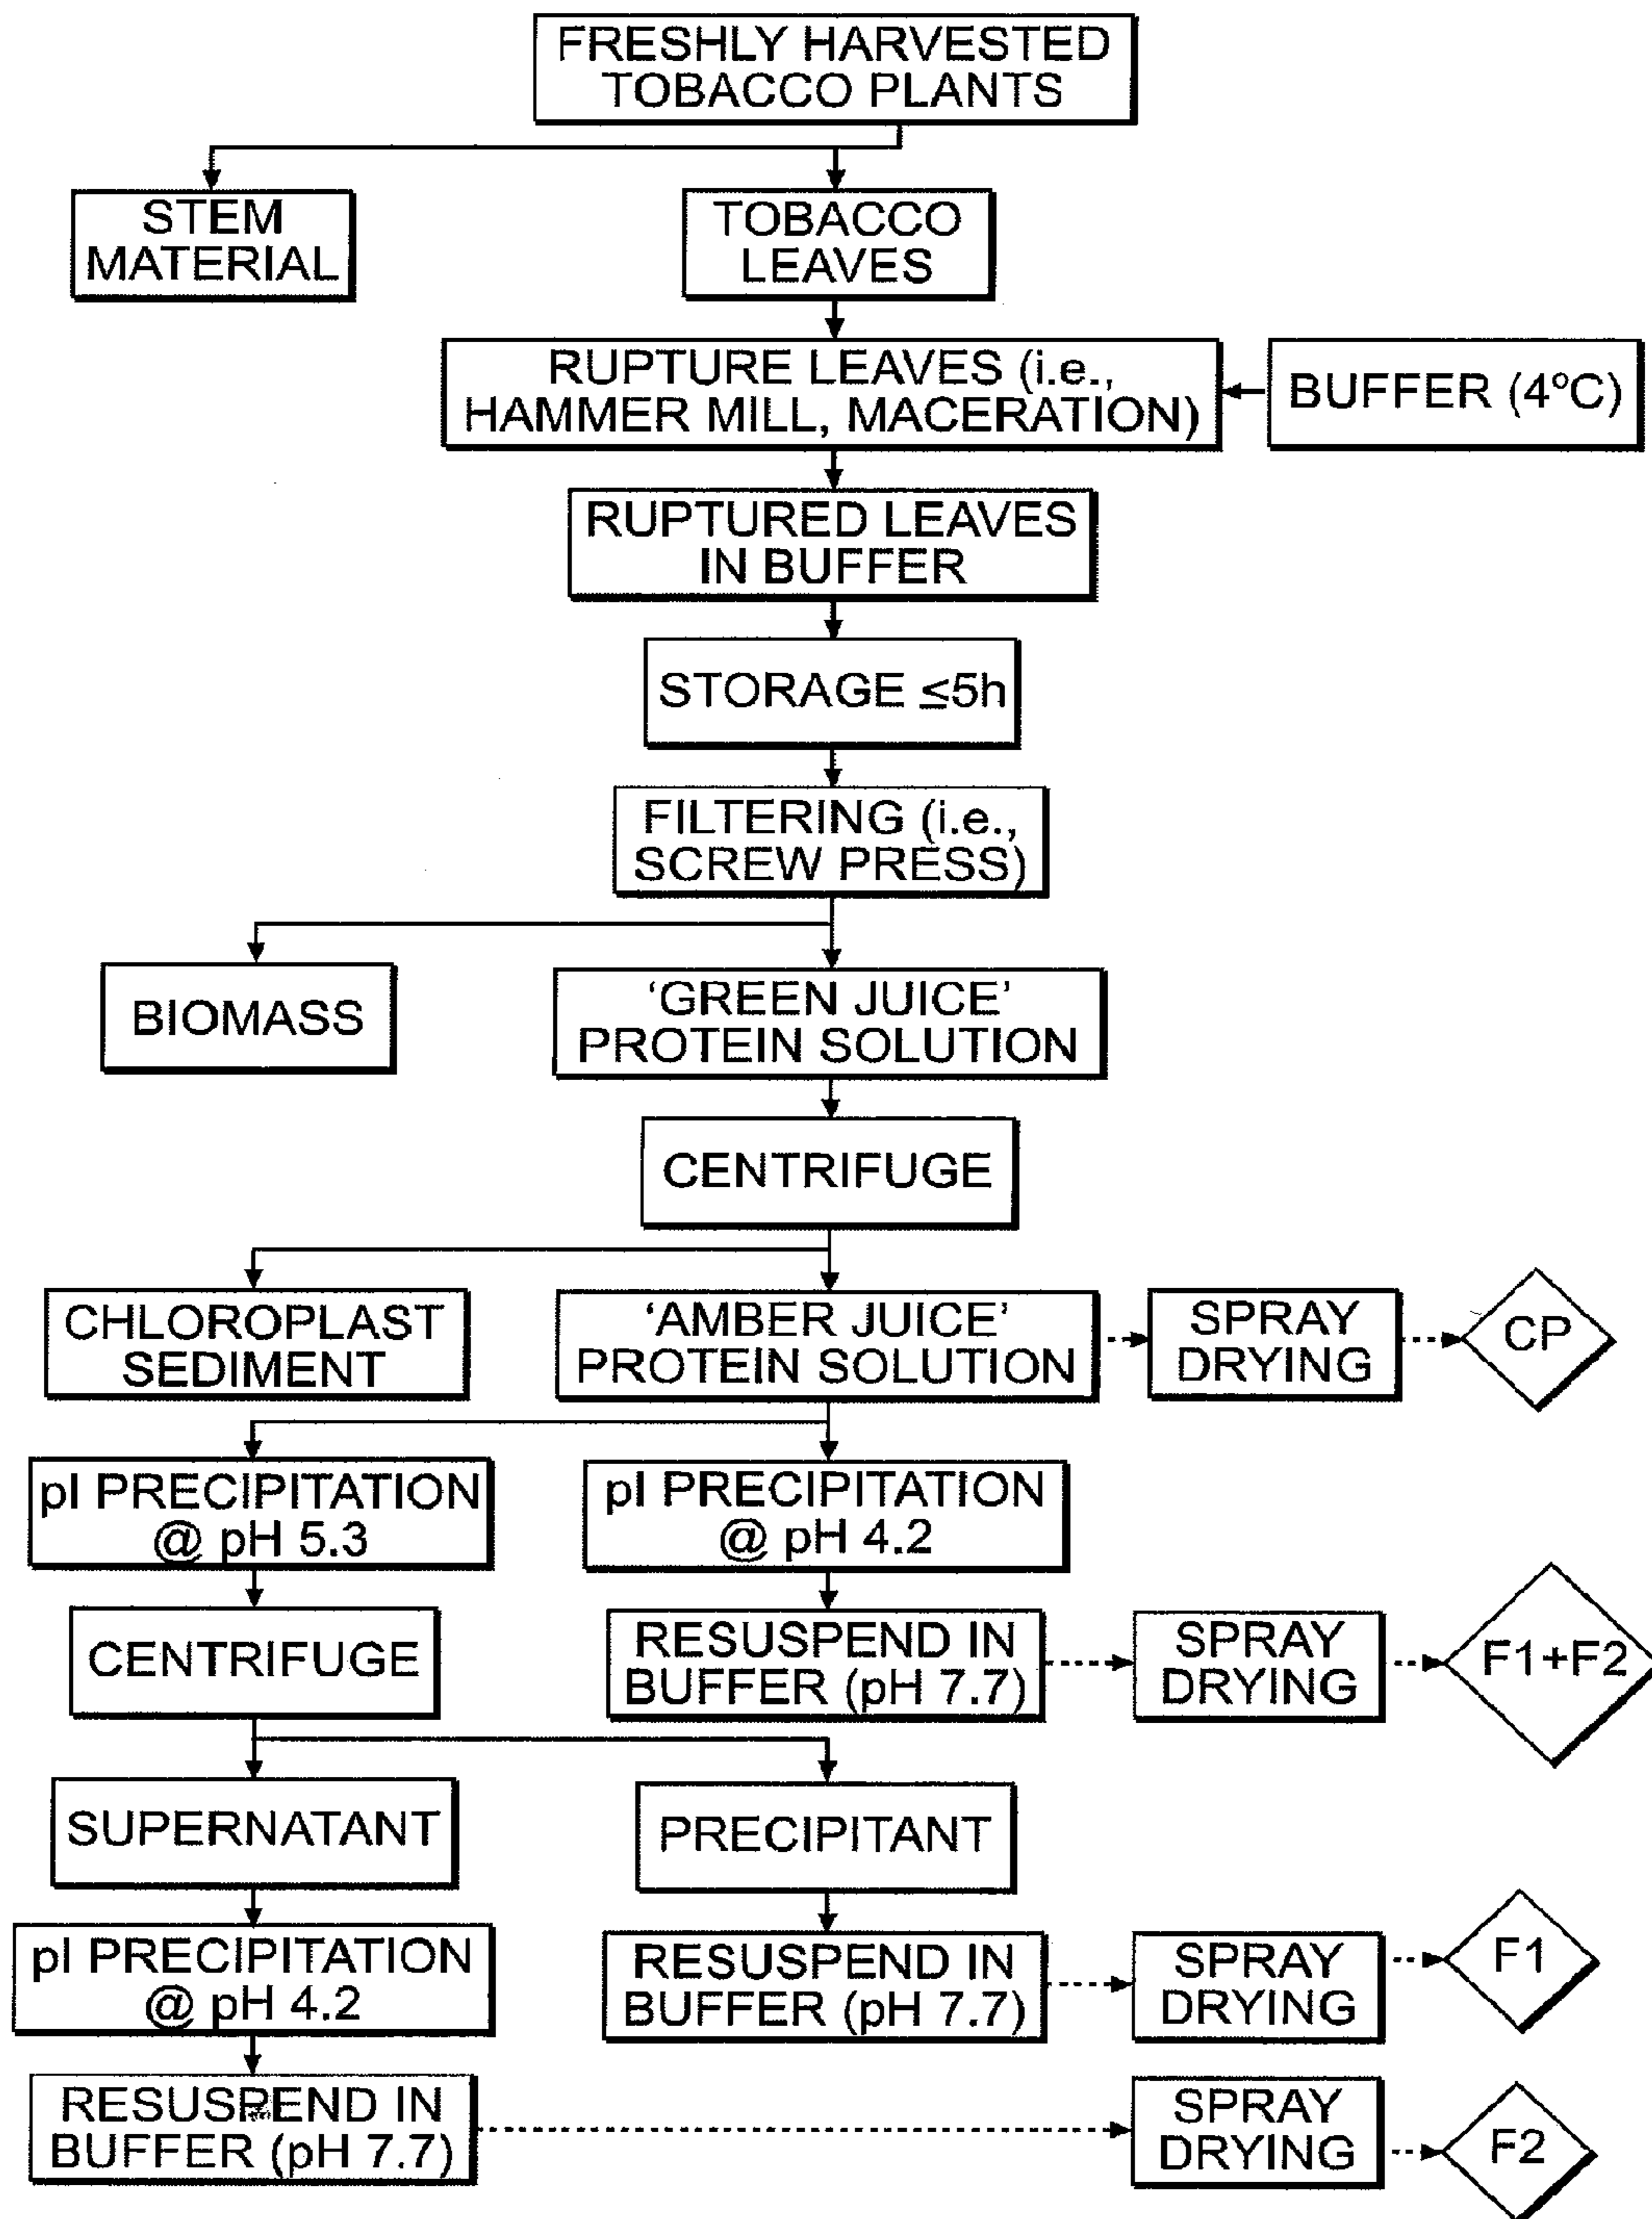 FRESHLY HARVESTED
TOBACCO PLANTS
STEM
MATERIAL
TOBACCO
LEAVES
RUPTURE LEAVES (i.e.,
HAMMER MILL, MACERATION)
BUFFER (4°C)
RUPTURED LEAVES
IN BUFFER
STORAGE ≤5h
FILTERING (i.e.,
SCREW PRESS)
BIOMASS
‘GREEN JUICE’
PROTEIN SOLUTION
CENTRIFUGE
CHLOROPLAST
SEDIMENT
‘AMBER JUICE’
PROTEIN SOLUTION
SPRAY
DRYING
CP
pI PRECIPITATION
@ pH 5.3
pI PRECIPITATION
@ pH 4.2
CENTRIFUGE
RESUSPEND IN
BUFFER (pH 7.7)
SPRAY
DRYING
F1+F2
SUPERNATANT
PRECIPITANT
pI PRECIPITATION
@ pH 4.2
RESUSPEND IN
BUFFER (pH 7.7)
SPRAY
DRYING
F1
RESUSPEND IN
BUFFER (pH 7.7)
SPRAY
DRYING
F2